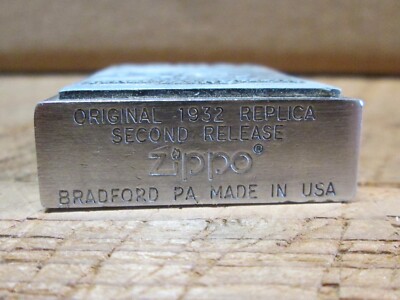 ORIGINAL 1932 REPLICA
SECOND RELEASE
Zippo®
BRADFORD PA, MADE IN USA